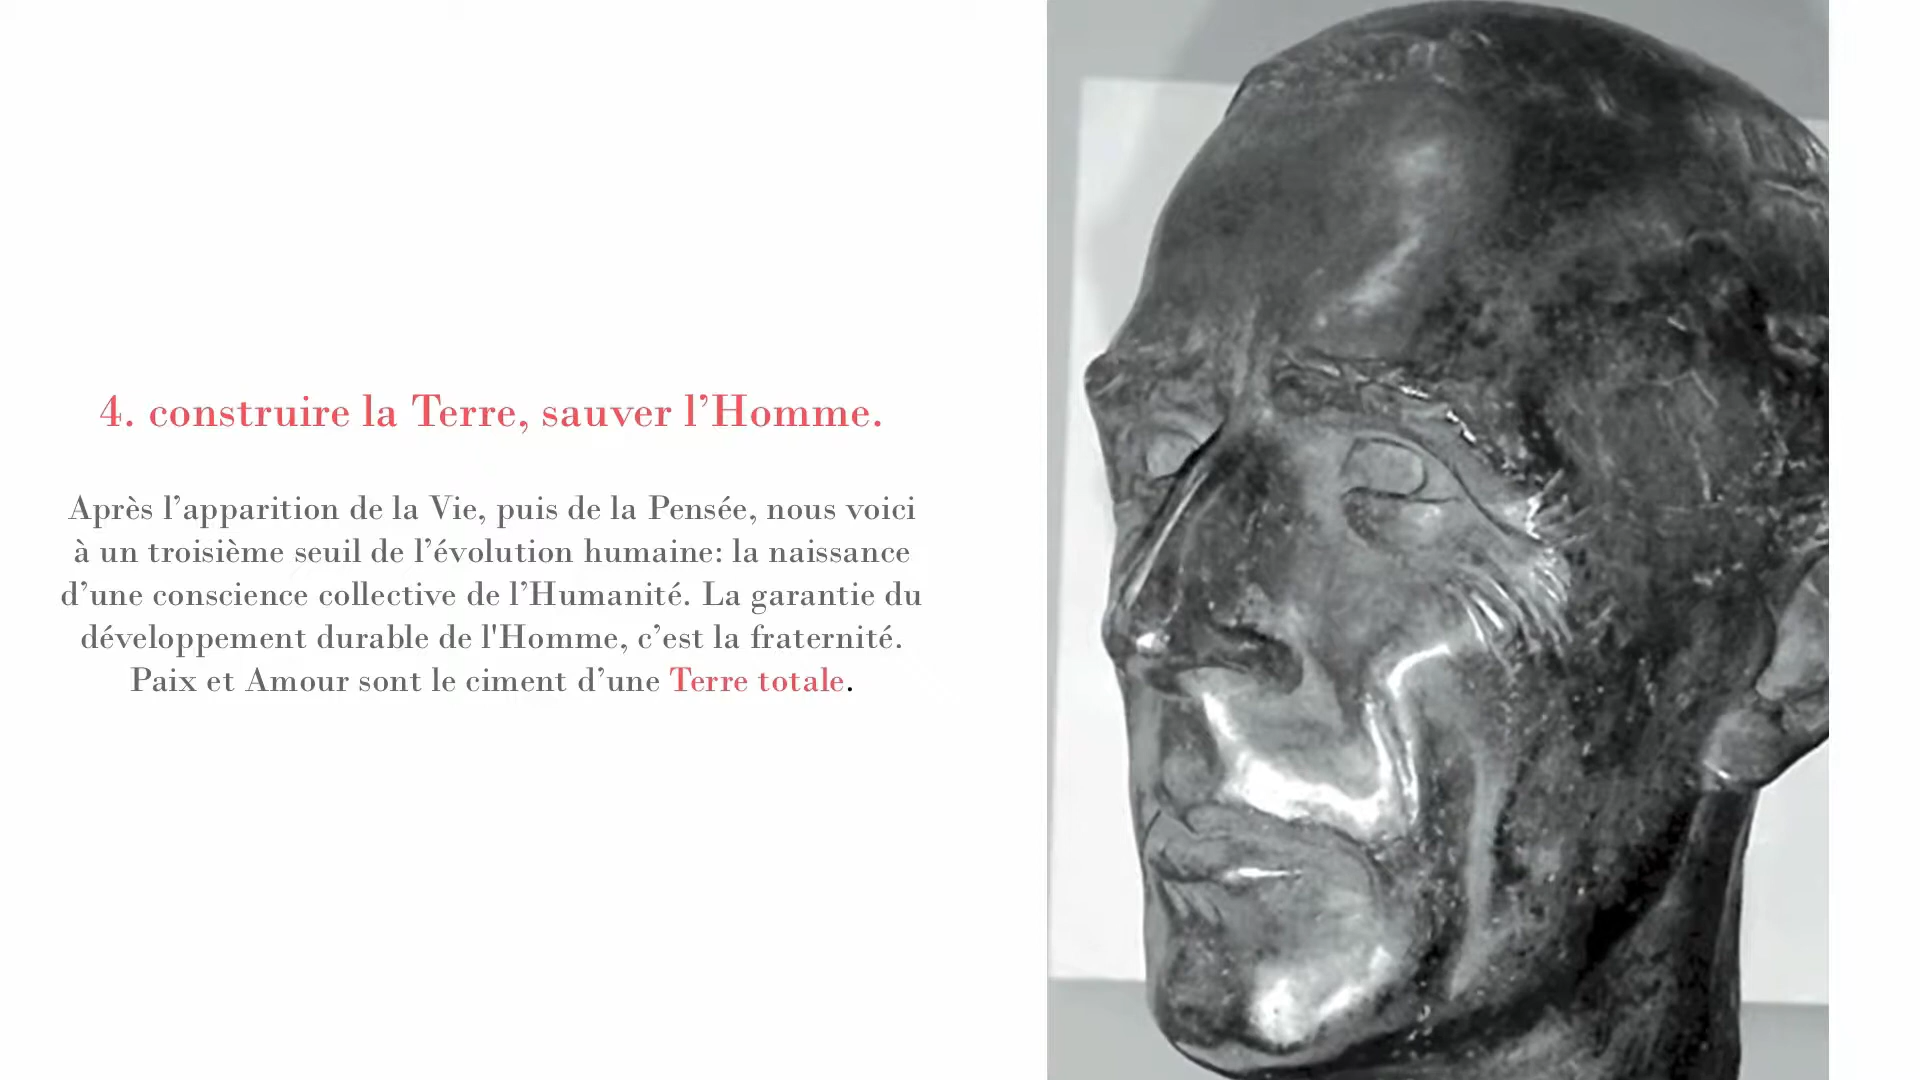 4. construire la Terre, sauver l’Homme.
Après l’apparition de la Vie, puis de la Pensée, nous voici
à un troisième seuil de l’évolution humaine: la naissance
d’une conscience collective de l’Humanité. La garantie du
développement durable de l'Homme, c’est la fraternité.
Paix et Amour sont le ciment d’une Terre totale.